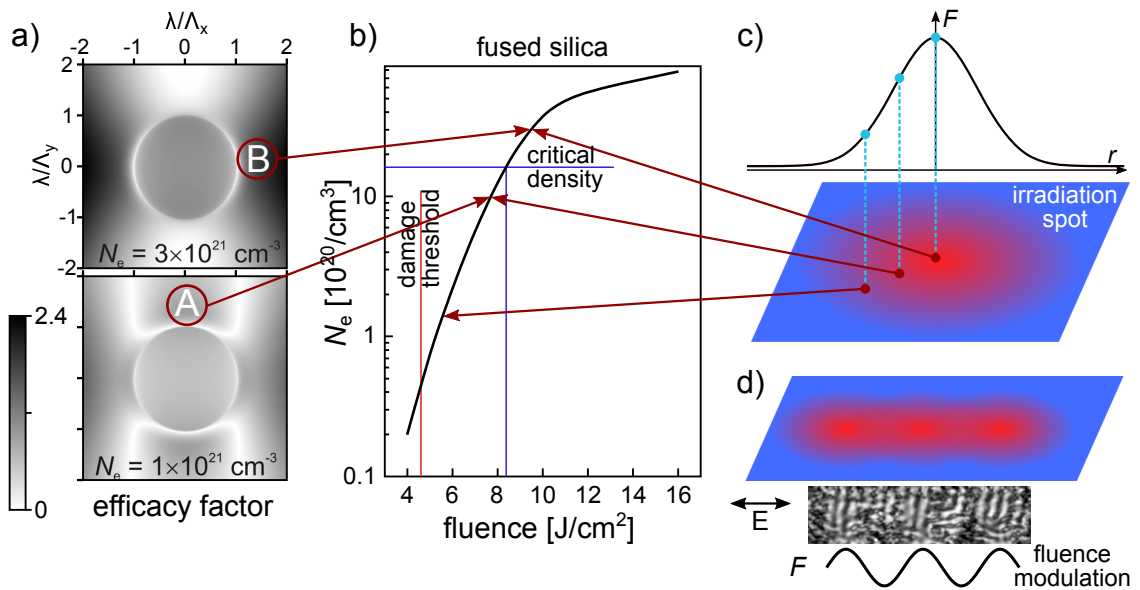 a)
λ/Λx
-2 -1 0 1 2
λ/Λy
2
1
0
-1
-2
B
Nₑ = 3×10²¹ cm⁻³
A
Nₑ = 1×10²¹ cm⁻³
2.4
0
efficacy factor
b)
fused silica
Nₑ [10²⁰/cm³]
10
1
0.1
critical
density
damage
threshold
4 6 8 10 12 14 16
fluence [J/cm²]
c)
F
r
irradiation
spot
d)
E
F
fluence
modulation